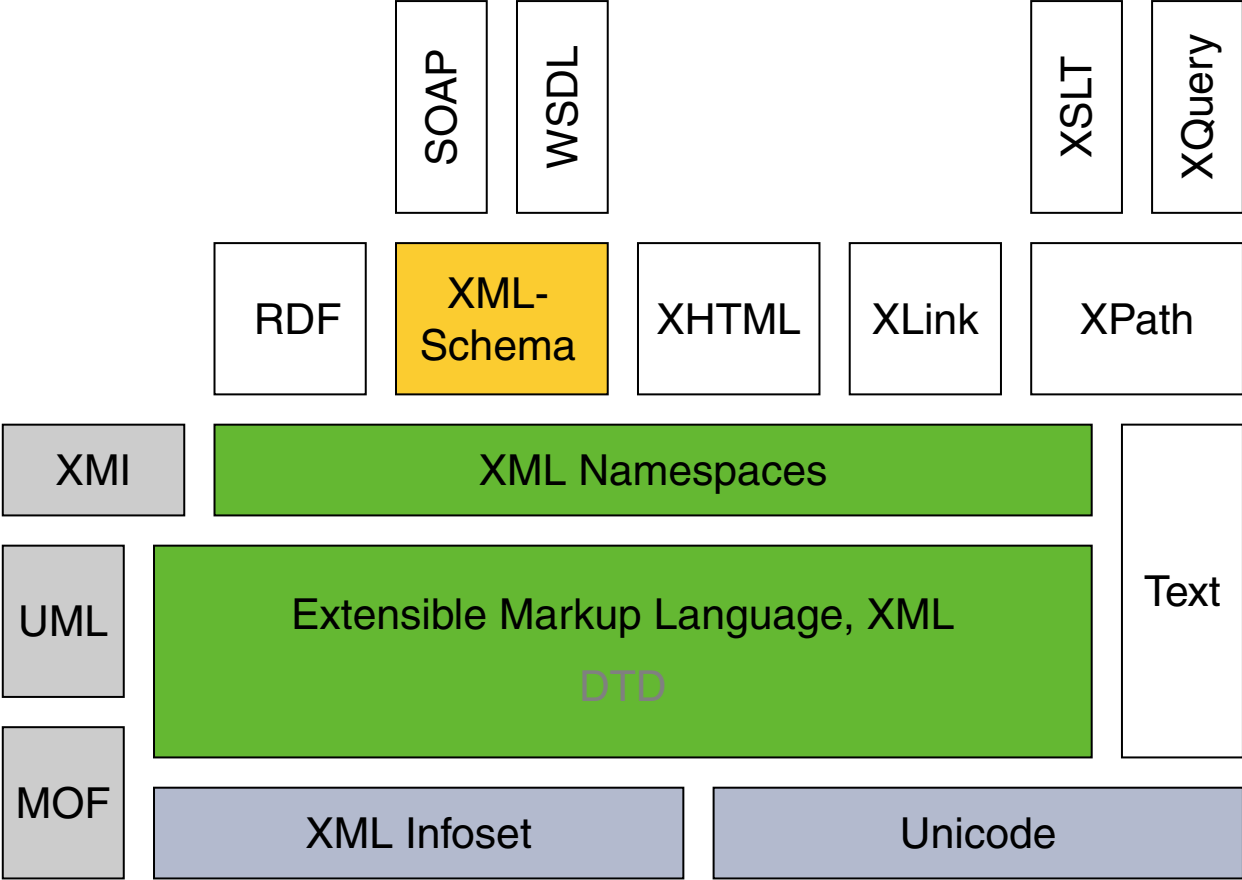 SOAP
WSDL
XSLT
XQuery
RDF
XML-
Schema
XHTML
XLink
XPath
XMI
XML Namespaces
UML
Extensible Markup Language, XML
DTD
Text
MOF
XML Infoset
Unicode